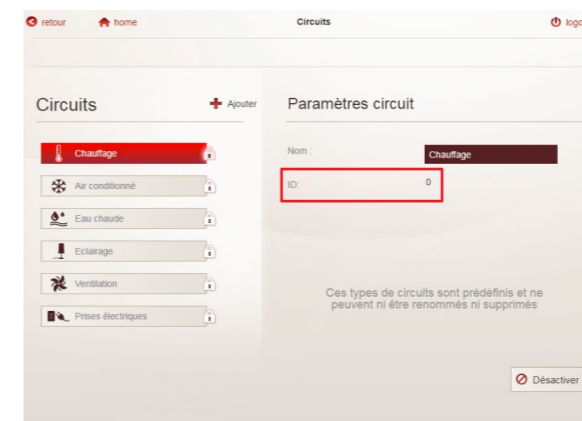 retour
home
Circuits
Circuits
Ajouter
Paramètres circuit
Chauffage
Air conditionné
Eau chaude
Eclairage
Ventilation
Prises électriques
Nom :
Chauffage
ID:
0
Ces types de circuits sont prédéfinis et ne
peuvent ni être renommés ni supprimés
Désactiver